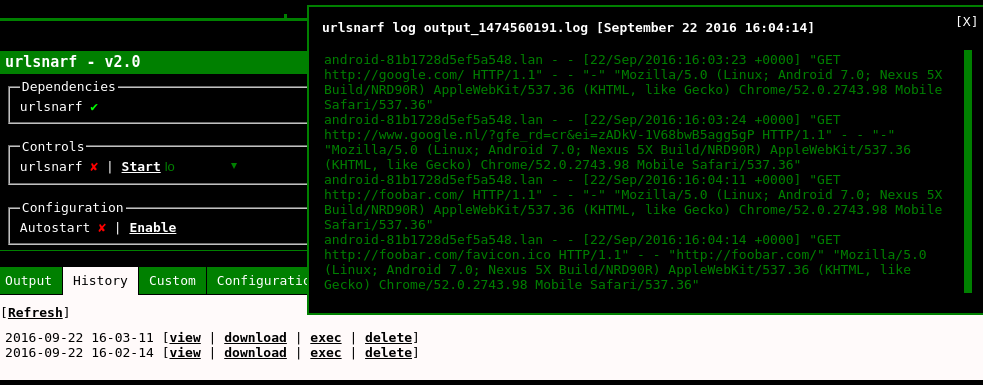 urlsnarf log output_1474560191.log [September 22 2016 16:04:14]
[X]
android-81b1728d5ef5a548.lan - - [22/Sep/2016:16:03:23 +0000] "GET
http://google.com/ HTTP/1.1" - - "-" "Mozilla/5.0 (Linux; Android 7.0; Nexus 5X
Build/NRD90R) AppleWebKit/537.36 (KHTML, like Gecko) Chrome/52.0.2743.98 Mobile
Safari/537.36"
android-81b1728d5ef5a548.lan - - [22/Sep/2016:16:03:24 +0000] "GET
http://www.google.nl/?gfe_rd=cr&ei=zADkV-1V68bwB5agg5gP HTTP/1.1" - - "-"
"Mozilla/5.0 (Linux; Android 7.0; Nexus 5X Build/NRD90R) AppleWebKit/537.36
(KHTML, like Gecko) Chrome/52.0.2743.98 Mobile Safari/537.36"
android-81b1728d5ef5a548.lan - - [22/Sep/2016:16:04:11 +0000] "GET
http://foobar.com/ HTTP/1.1" - - "-" "Mozilla/5.0 (Linux; Android 7.0; Nexus 5X
Build/NRD90R) AppleWebKit/537.36 (KHTML, like Gecko) Chrome/52.0.2743.98 Mobile
Safari/537.36"
android-81b1728d5ef5a548.lan - - [22/Sep/2016:16:04:14 +0000] "GET
http://foobar.com/favicon.ico HTTP/1.1" - - "http://foobar.com/" "Mozilla/5.0
(Linux; Android 7.0; Nexus 5X Build/NRD90R) AppleWebKit/537.36 (KHTML, like
Gecko) Chrome/52.0.2743.98 Mobile Safari/537.36"
urlsnarf - v2.0
Dependencies
urlsnarf ✔
Controls
urlsnarf ✘ | Start lo ▼
Configuration
Autostart ✘ | Enable
Output History Custom Configuratio
[Refresh]
2016-09-22 16-03-11 [view | download | exec | delete]
2016-09-22 16-02-14 [view | download | exec | delete]